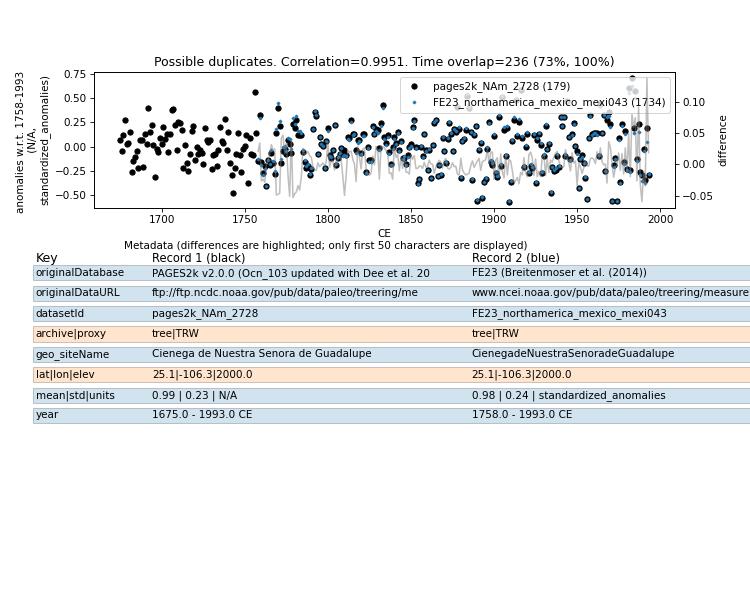 Possible duplicates. Correlation=0.9951. Time overlap=236 (73%, 100%)
anomalies w.r.t. 1758-1993
(N/A,
standardized_anomalies)
0.75
0.50
0.25
0.00
−0.25
−0.50
pages2k_NAm_2728 (179)
FE23_northamerica_mexico_mexi043 (1734)
0.10
0.05
0.00
−0.05
difference
1700 1750 1800 1850 1900 1950 2000
CE
Metadata (differences are highlighted; only first 50 characters are displayed)
Key Record 1 (black) Record 2 (blue)
originalDatabase PAGES2k v2.0.0 (Ocn_103 updated with Dee et al. 20 FE23 (Breitenmoser et al. (2014))
originalDataURL ftp://ftp.ncdc.noaa.gov/pub/data/paleo/treering/me www.ncei.noaa.gov/pub/data/paleo/treering/measure
datasetId pages2k_NAm_2728 FE23_northamerica_mexico_mexi043
archive|proxy tree|TRW tree|TRW
geo_siteName Cienega de Nuestra Senora de Guadalupe CienegadeNuestraSenoradeGuadalupe
lat|lon|elev 25.1|-106.3|2000.0 25.1|-106.3|2000.0
mean|std|units 0.99 | 0.23 | N/A 0.98 | 0.24 | standardized_anomalies
year 1675.0 - 1993.0 CE 1758.0 - 1993.0 CE